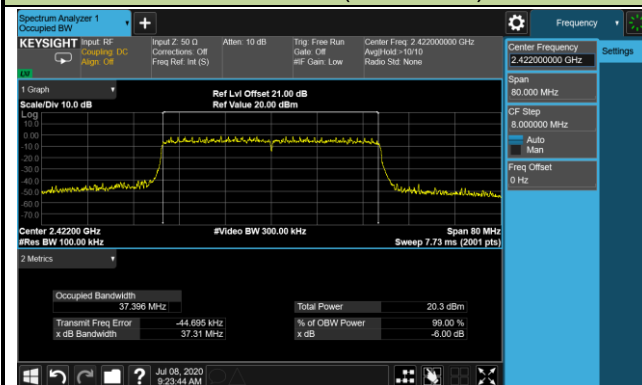 Spectrum Analyzer 1
Occupied BW
+
Frequency
KEYSIGHT
Input: RF
Coupling: DC
Align: Off
Input Z: 50 Ω
Corrections: Off
Freq Ref: Int (S)
Atten: 10 dB
Trig: Free Run
Gate: Off
#IF Gain: Low
Center Freq: 2.422000000 GHz
Avg|Hold:>10/10
Radio Std: None
LXI
Center Frequency
2.422000000 GHz
Settings
Span
80.000 MHz
CF Step
8.000000 MHz
Auto
Man
Freq Offset
0 Hz
1 Graph
Scale/Div 10.0 dB
Ref Lvl Offset 21.00 dB
Ref Value 20.00 dBm
Log
10.0
0.00
-10.0
-20.0
-30.0
-40.0
-50.0
-60.0
-70.0
Center 2.42200 GHz
#Video BW 300.00 kHz
Span 80 MHz
#Res BW 100.00 kHz
Sweep 7.73 ms (2001 pts)
2 Metrics
Occupied Bandwidth
37.396 MHz
Total Power 20.3 dBm
Transmit Freq Error -44.695 kHz
% of OBW Power 99.00 %
x dB Bandwidth 37.31 MHz
x dB -6.00 dB
?
Jul 08, 2020
9:23:44 AM